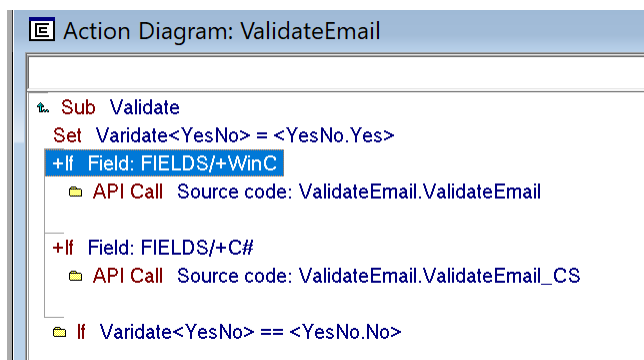 Action Diagram: ValidateEmail
Sub Validate
Set Varidate<YesNo> = <YesNo.Yes>
+If Field: FIELDS/+WinC
API Call Source code: ValidateEmail.ValidateEmail
+If Field: FIELDS/+C#
API Call Source code: ValidateEmail.ValidateEmail_CS
If Varidate<YesNo> == <YesNo.No>